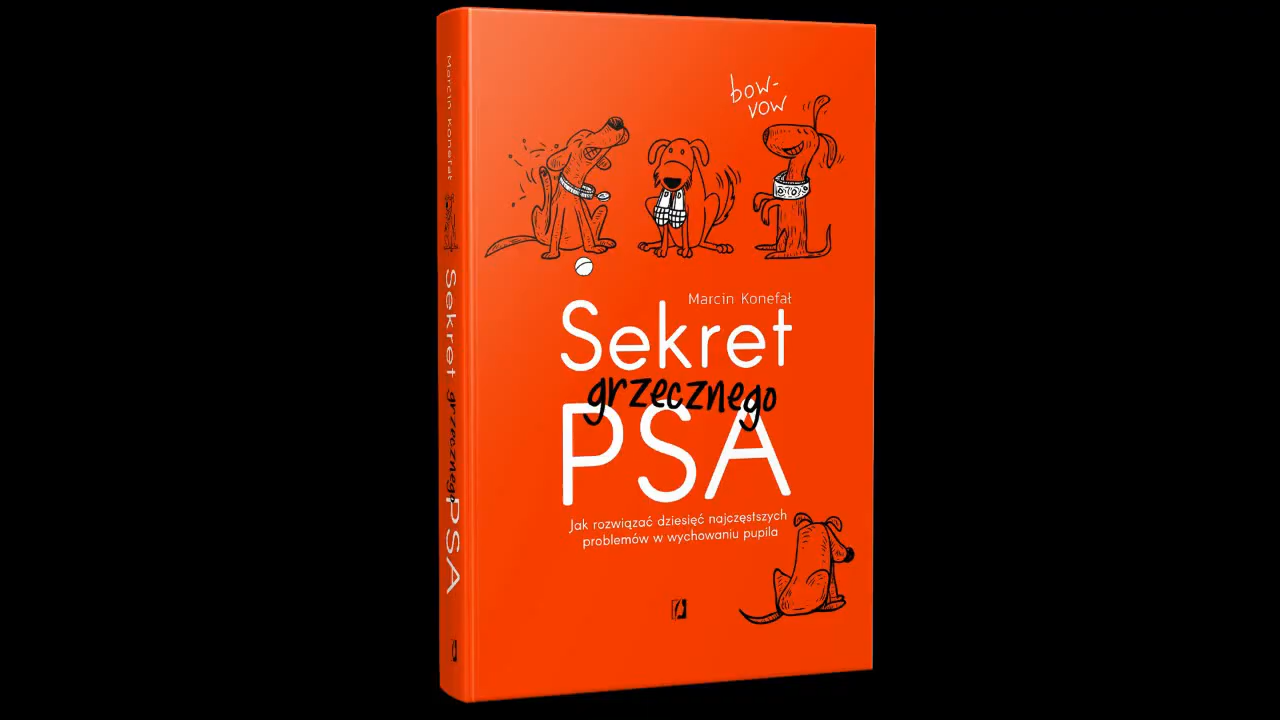 bow-
vow
Marcin Konefał
Sekret
grzecznego
PSA
Jak rozwiązać dziesięć najczęstszych
problemów w wychowaniu pupila
Marcin Konefał Sekret grzecznego PSA